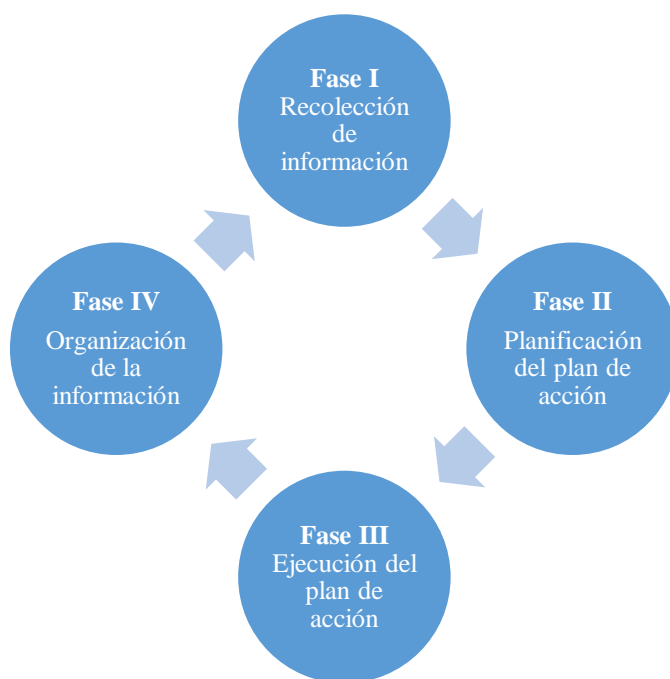 Fase I
Recolección
de
información
Fase II
Planificación
del plan de
acción
Fase III
Ejecución del
plan de
acción
Fase IV
Organización
de la
información